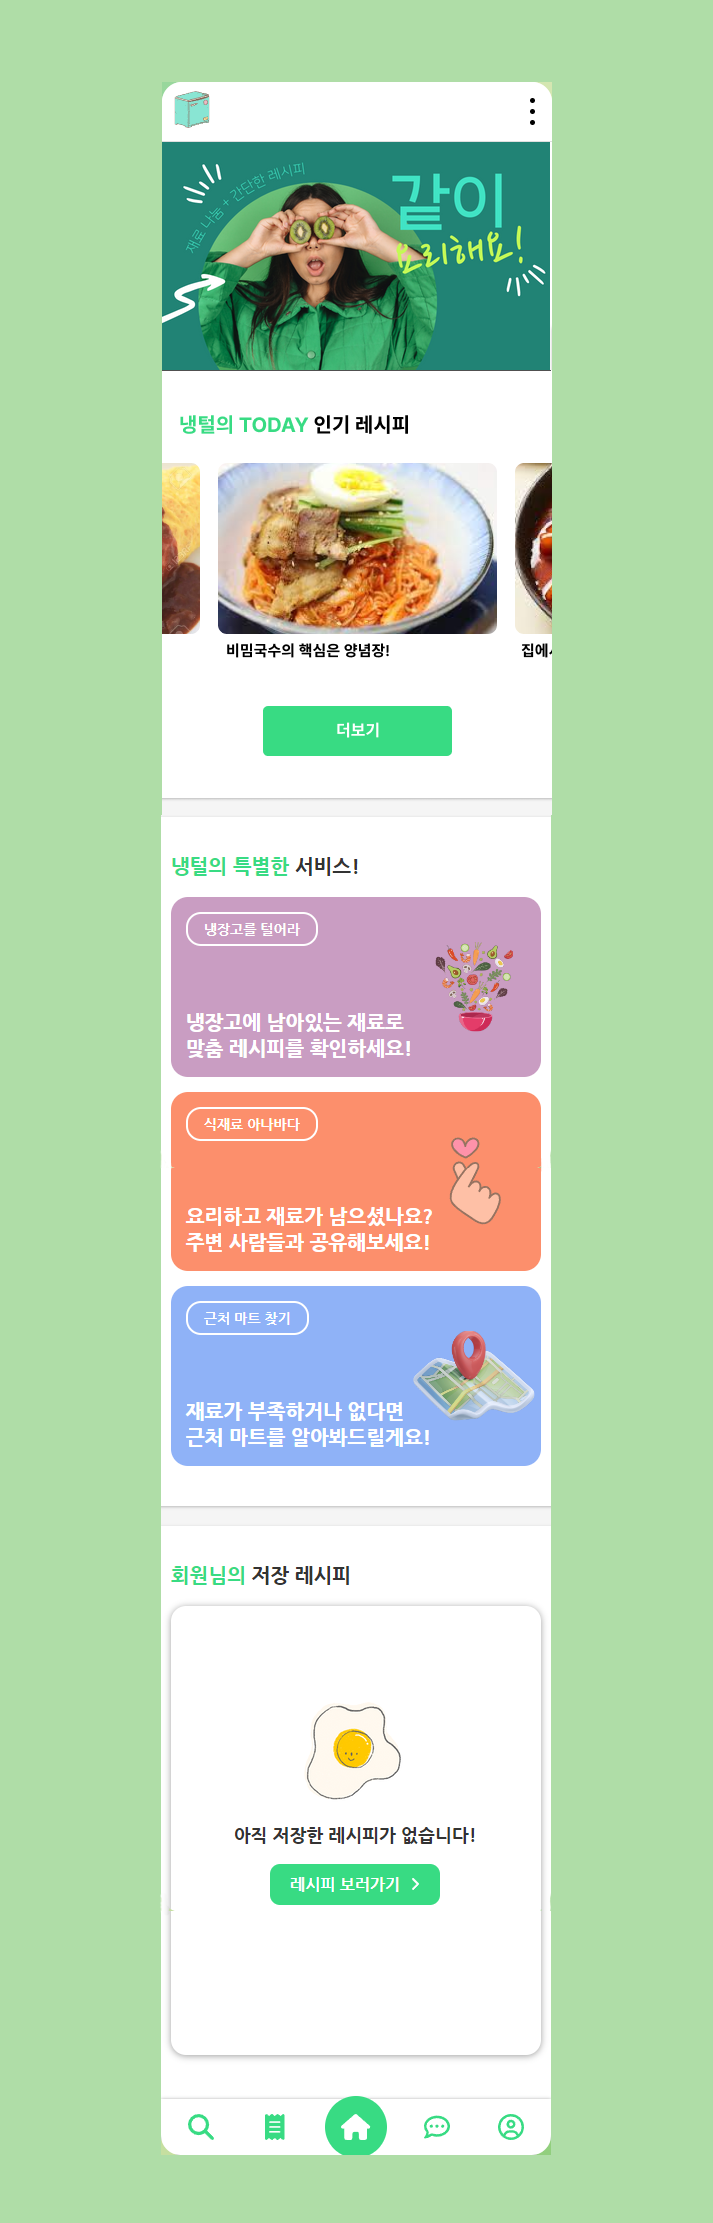 재료 나눔 + 간단한 레시피
같이
요리해요!
냉털의 TODAY 인기 레시피
비밈국수의 핵심은 양념장!
집에서
더보기
냉털의 특별한 서비스!
냉장고를 털어라
냉장고에 남아있는 재료로
맞춤 레시피를 확인하세요!
식재료 아나바다
요리하고 재료가 남으셨나요?
주변 사람들과 공유해보세요!
근처 마트 찾기
재료가 부족하거나 없다면
근처 마트를 알아봐드릴게요!
회원님의 저장 레시피
아직 저장한 레시피가 없습니다!
레시피 보러가기